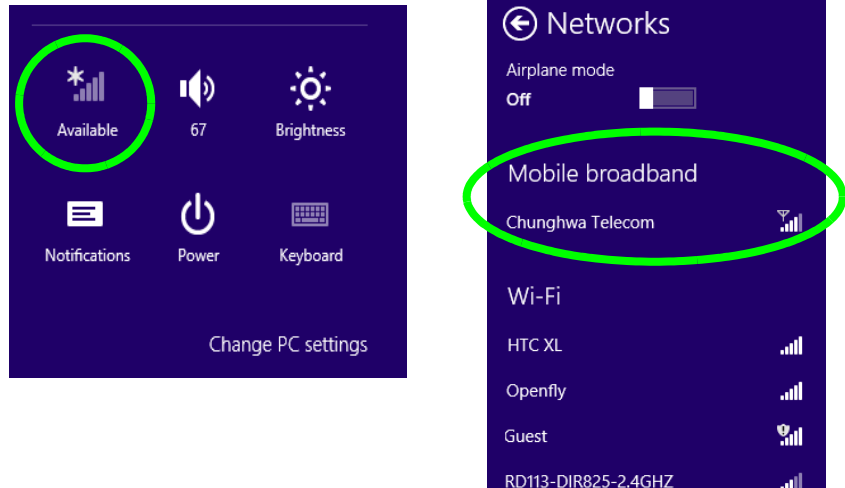 Available
67
Brightness
Notifications
Power
Keyboard
Change PC settings
Networks
Airplane mode
Off
Mobile broadband
Chunghwa Telecom
Wi-Fi
HTC XL
Openfly
Guest
RD113-DIR825-2.4GHZ